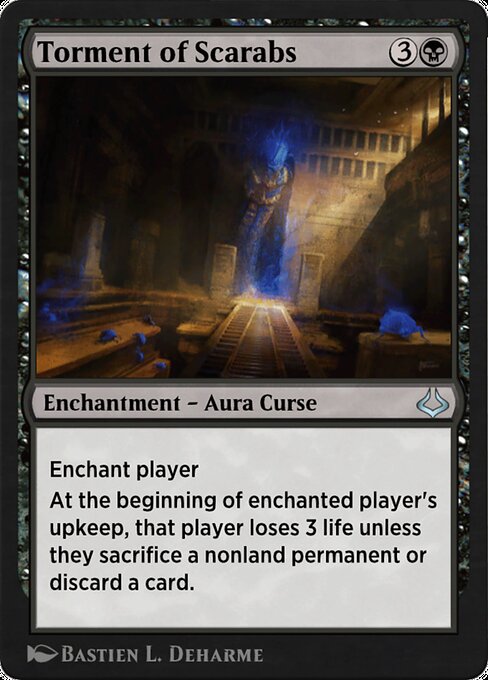 Torment of Scarabs 3
Enchantment – Aura Curse
Enchant player
At the beginning of enchanted player's
upkeep, that player loses 3 life unless
they sacrifice a nonland permanent or
discard a card.
Bastien L. Deharme